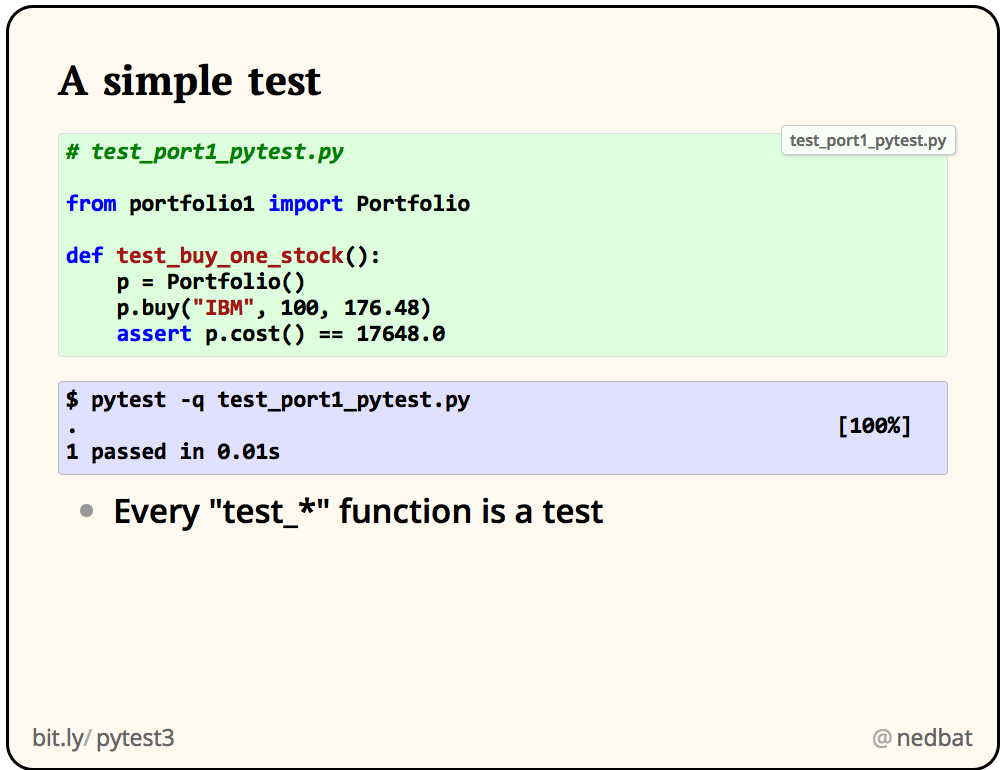 A simple test
test_port1_pytest.py
# test_port1_pytest.py
from portfolio1 import Portfolio
def test_buy_one_stock():
    p = Portfolio()
    p.buy("IBM", 100, 176.48)
    assert p.cost() == 17648.0
$ pytest -q test_port1_pytest.py
. [100%]
1 passed in 0.01s
• Every "test_*" function is a test
bit.ly/pytest3 @nedbat